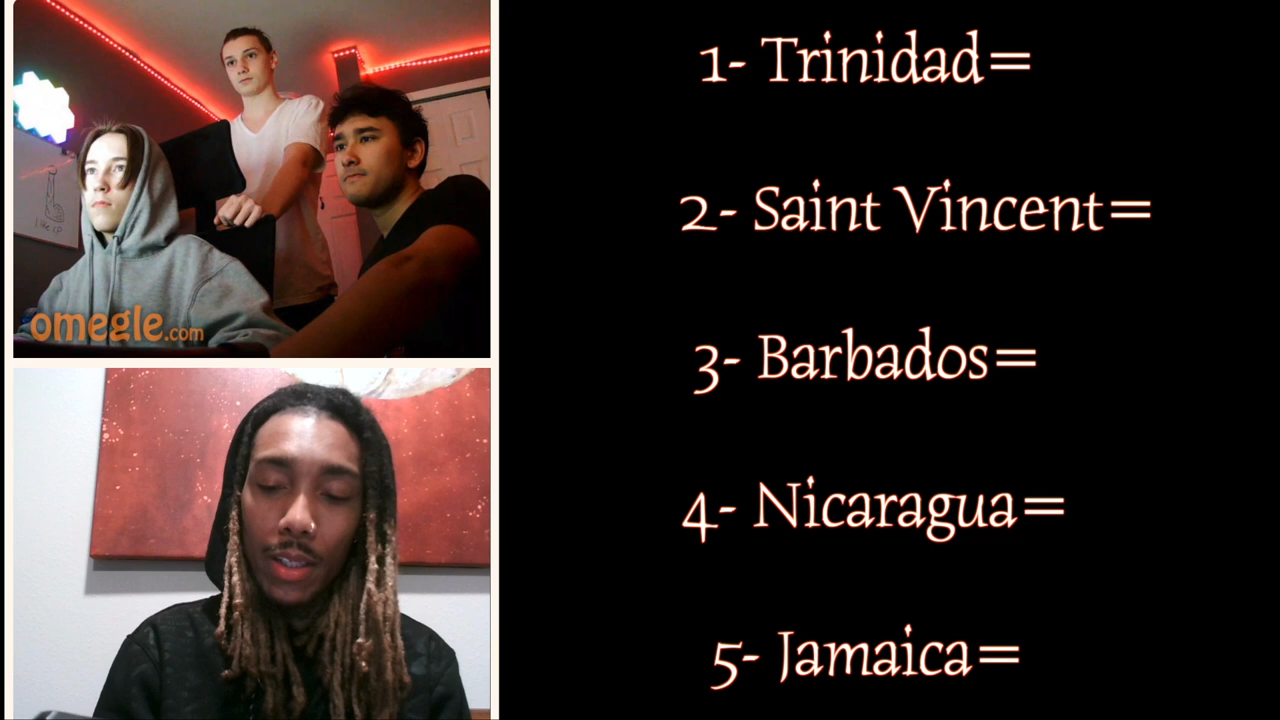 omegle.com
1- Trinidad=
2- Saint Vincent=
3- Barbados=
4- Nicaragua=
5- Jamaica=